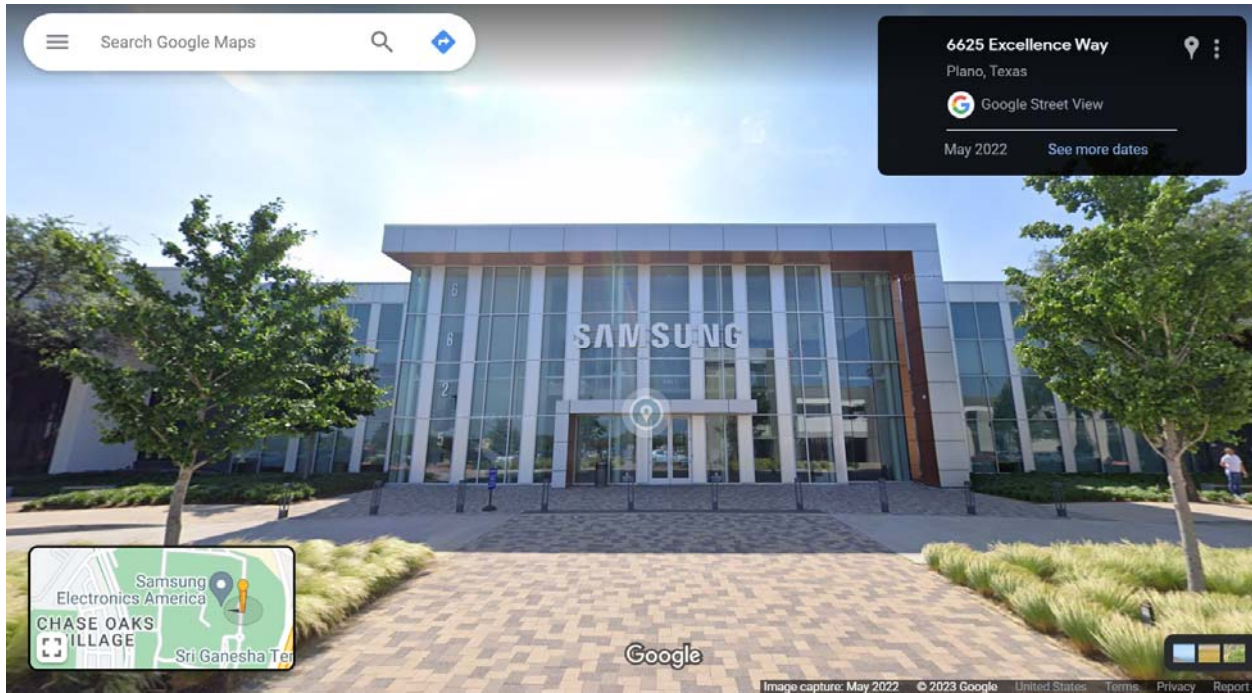 Search Google Maps
6625 Excellence Way
Plano, Texas
Google Street View
May 2022 See more dates
6
6
2
5
SAMSUNG
Samsung
Electronics America
CHASE OAKS
VILLAGE
Sri Ganesha Te
Google
Image capture: May 2022 © 2023 Google United States Terms Privacy Report